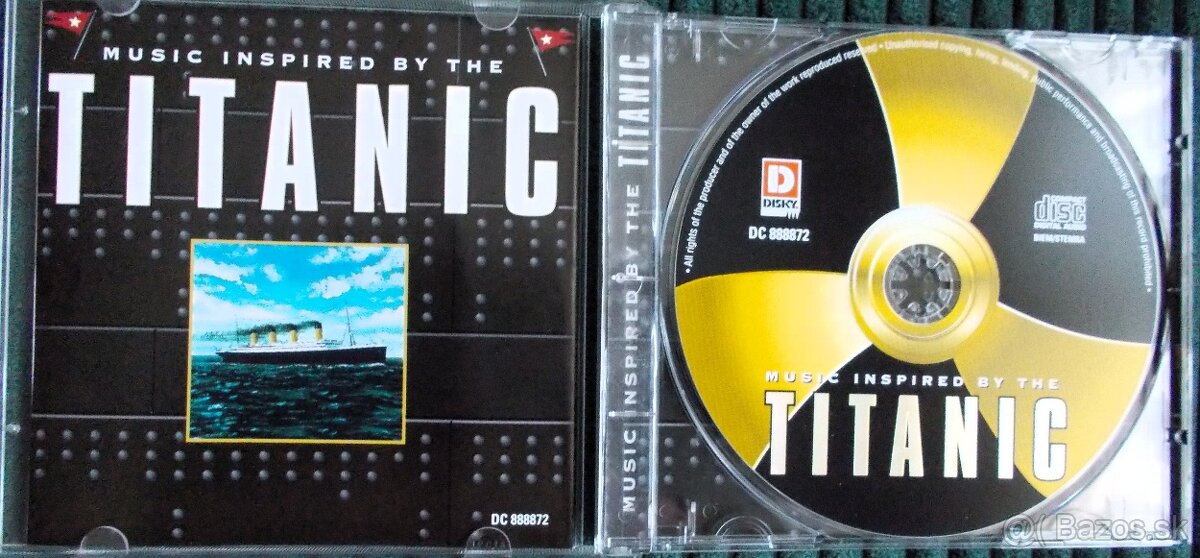 MUSIC INSPIRED BY THE
TITANIC
DC 888872
MUSIC INSPIRED BY THE TITANIC
• All rights of the producer and of the owner of the work reproduced reserved • Unauthorised copying, hiring, lending, public performance and broadcasting of this record prohibited •
D
DISKY
DC 888872
COMPACT
disc
DIGITAL AUDIO
BIEM/STEMRA
MUSIC INSPIRED BY THE
TITANIC
Bazos.sk